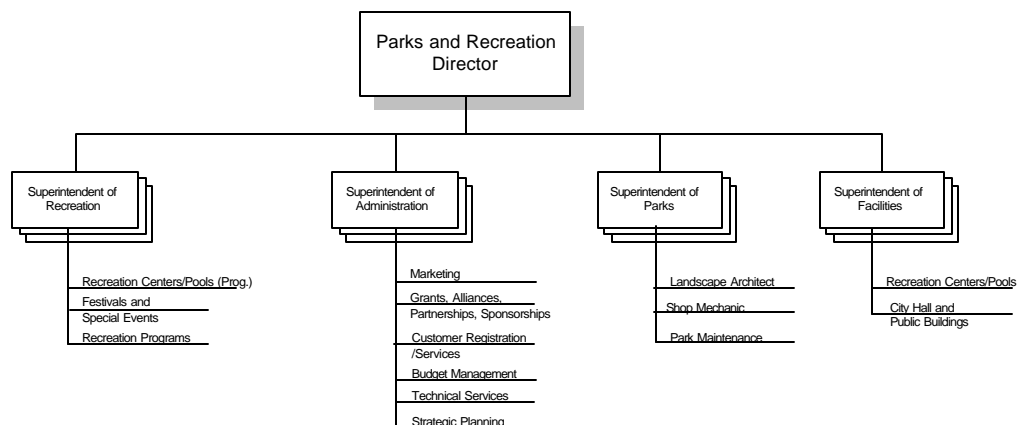 Parks and Recreation
Director
Superintendent of
Recreation
Recreation Centers/Pools (Prog.)
Festivals and
Special Events
Recreation Programs
Superintendent of
Administration
Marketing
Grants, Alliances,
Partnerships, Sponsorships
Customer Registration
/Services
Budget Management
Technical Services
Strategic Planning
Superintendent of
Parks
Landscape Architect
Shop Mechanic
Park Maintenance
Superintendent of
Facilities
Recreation Centers/Pools
City Hall and
Public Buildings